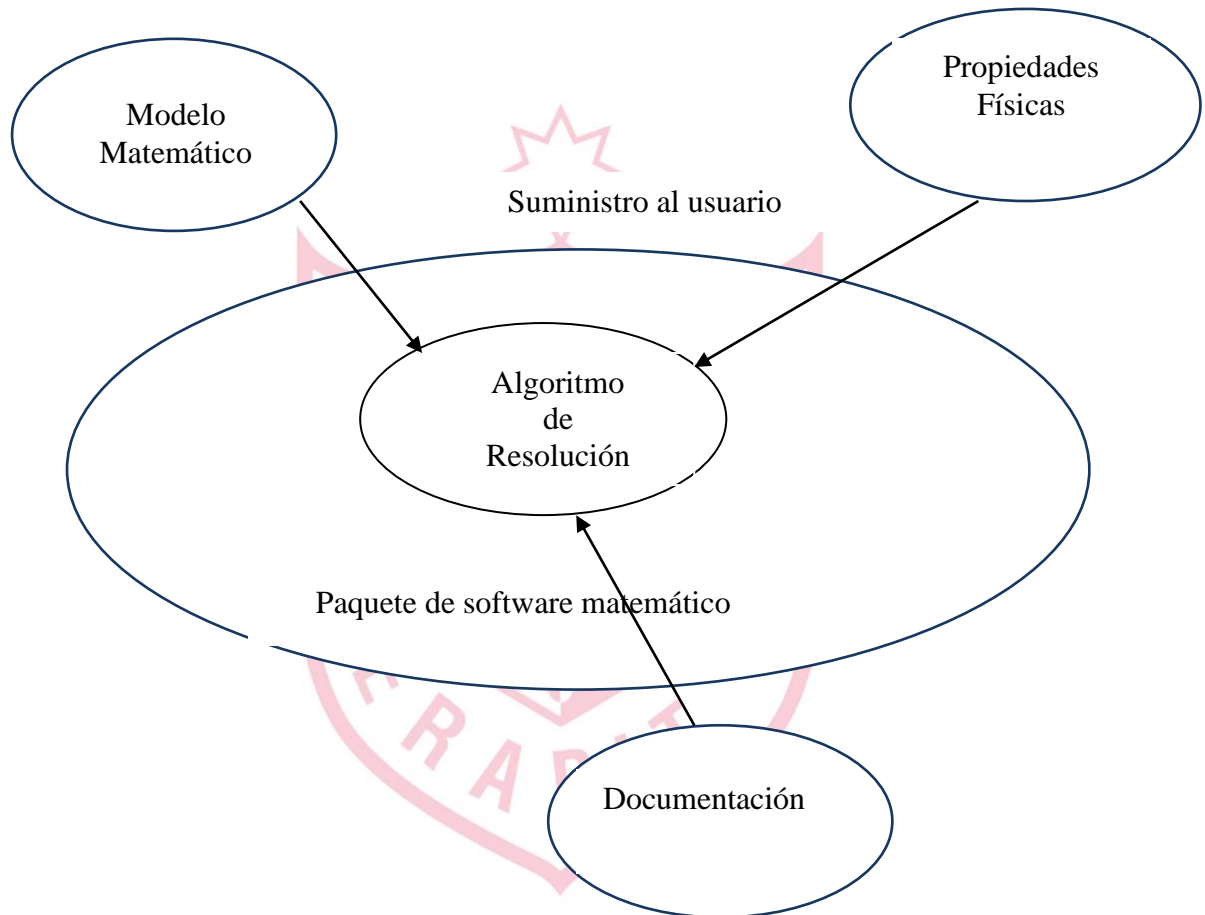 Modelo
Matemático
Propiedades
Físicas
Suministro al usuario
Algoritmo
de
Resolución
Paquete de software matemático
Documentación